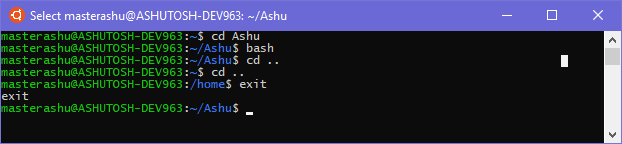 Select masterashu@ASHUTOSH-DEV963: ~/Ashu
masterashu@ASHUTOSH-DEV963:~$ cd Ashu
masterashu@ASHUTOSH-DEV963:~/Ashu$ bash
masterashu@ASHUTOSH-DEV963:~/Ashu$ cd ..
masterashu@ASHUTOSH-DEV963:~$ cd ..
masterashu@ASHUTOSH-DEV963:/home$ exit
exit
masterashu@ASHUTOSH-DEV963:~/Ashu$